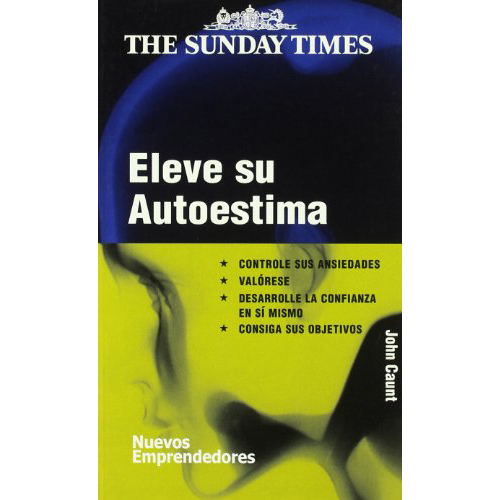 THE SUNDAY TIMES
Eleve su
Autoestima
★ CONTROLE SUS ANSIEDADES
★ VALÓRESE
★ DESARROLLE LA CONFIANZA
EN SÍ MISMO
★ CONSIGA SUS OBJETIVOS
John Caunt
Nuevos
Emprendedores